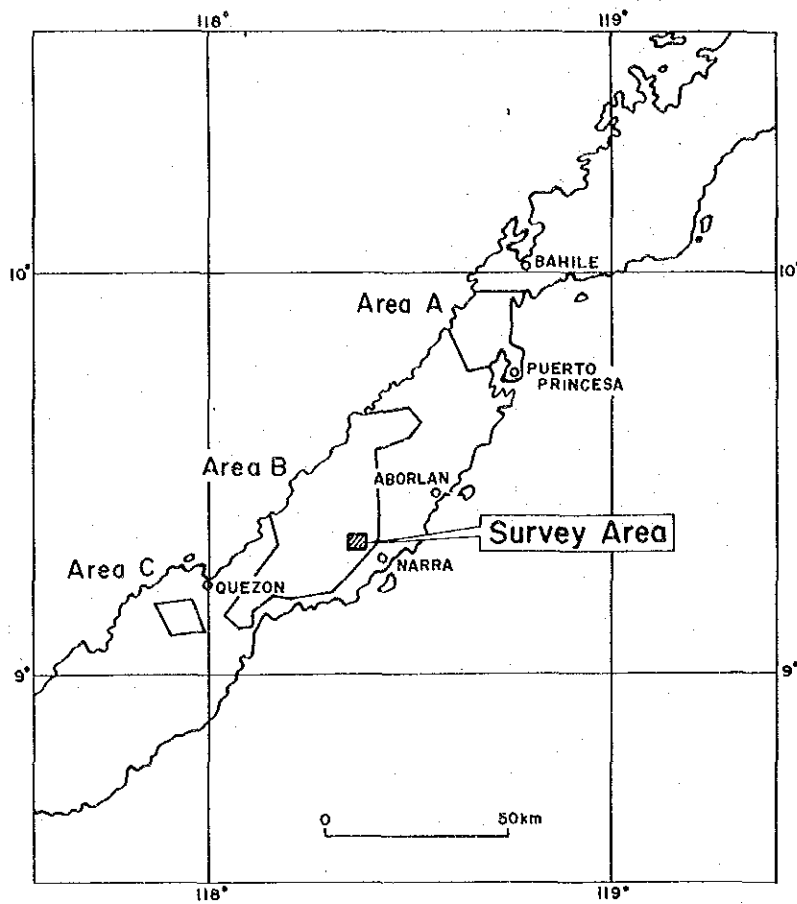 118°
119°
BAHILE
10°
10°
Area A
PUERTO
PRINCESA
Area B
ABORLAN
Survey Area
Area C
NARRA
QUEZON
9°
9°
0
50km
118°
119°